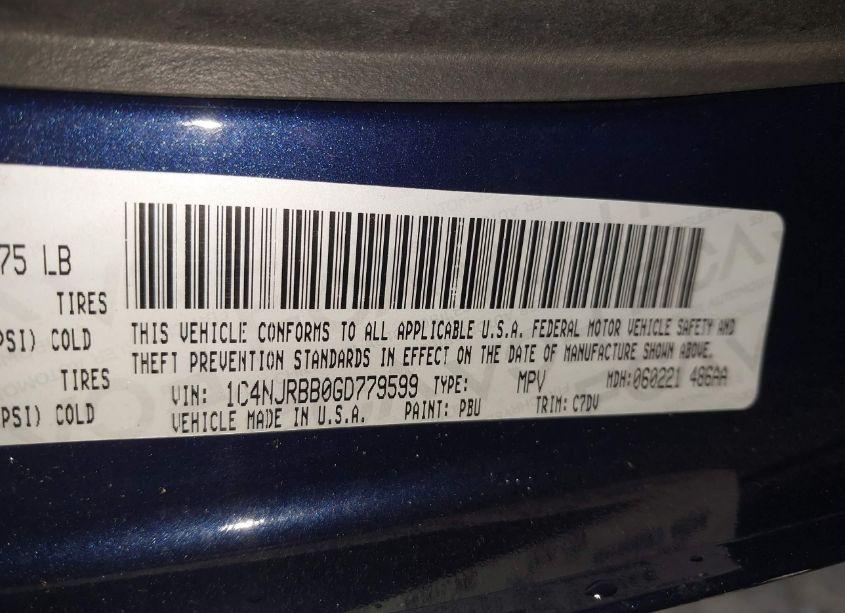 75 LB
TIRES
PSI) COLD
TIRES
PSI) COLD
THIS VEHICLE CONFORMS TO ALL APPLICABLE U.S.A. FEDERAL MOTOR VEHICLE SAFETY AND
THEFT PREVENTION STANDARDS IN EFFECT ON THE DATE OF MANUFACTURE SHOWN ABOVE.
VIN: 1C4NJRBB0GD779599 TYPE: MPV MDH:060221 486AA
VEHICLE MADE IN U.S.A. PAINT: PBU TRIM: C7DV